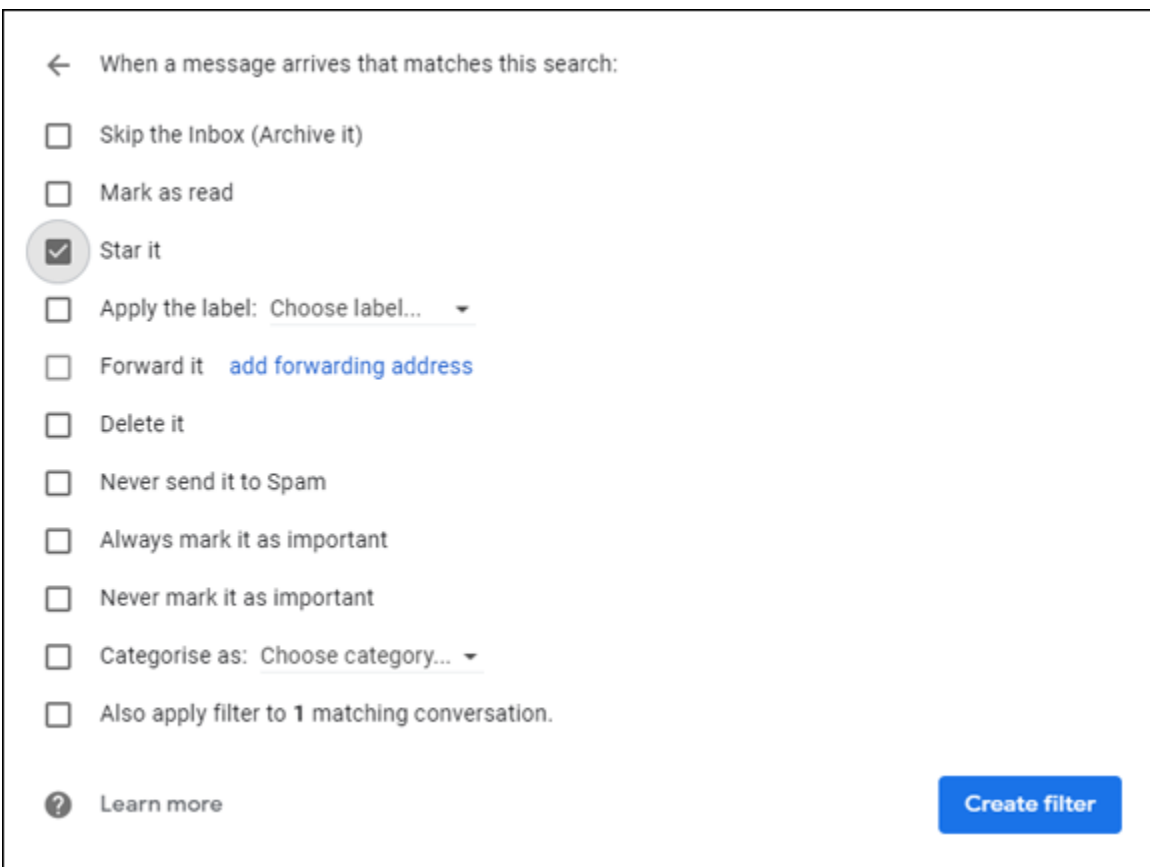 When a message arrives that matches this search:
Skip the Inbox (Archive it)
Mark as read
Star it
Apply the label: Choose label...
Forward it add forwarding address
Delete it
Never send it to Spam
Always mark it as important
Never mark it as important
Categorise as: Choose category...
Also apply filter to 1 matching conversation.
Learn more
Create filter